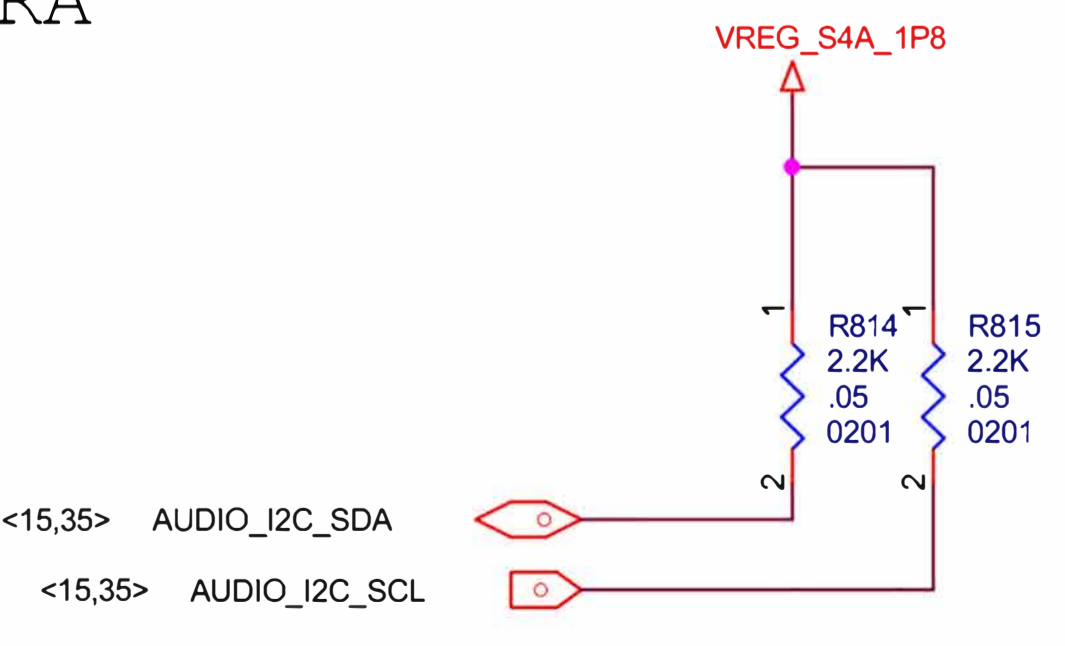 RA
VREG_S4A_1P8
1
R814
2.2K
.05
0201
2
1
R815
2.2K
.05
0201
2
<15,35> AUDIO_I2C_SDA
<15,35> AUDIO_I2C_SCL